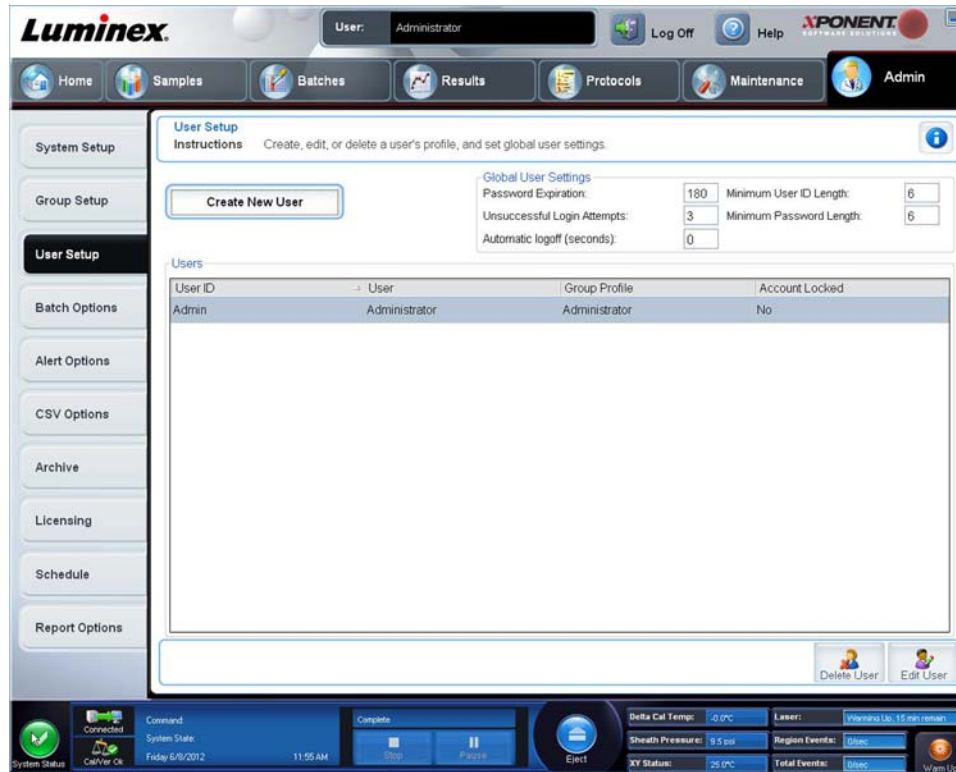 Luminex.
User: Administrator
Log Off
Help
XPONENT.
SOFTWARE SOLUTIONS
Home
Samples
Batches
Results
Protocols
Maintenance
Admin
System Setup
Group Setup
User Setup
Batch Options
Alert Options
CSV Options
Archive
Licensing
Schedule
Report Options
User Setup
Instructions Create, edit, or delete a user's profile, and set global user settings.
Create New User
Global User Settings
Password Expiration: 180 Minimum User ID Length: 6
Unsuccessful Login Attempts: 3 Minimum Password Length: 6
Automatic logoff (seconds): 0
Users
User ID User Group Profile Account Locked
Admin Administrator Administrator No
Delete User
Edit User
System Status
Connected
Cal/Ver Ok
Command
System State:
Friday 6/8/2012 11:55 AM
Complete
Stop
Pause
Eject
Delta Cal Temp: -0.0°C Laser: Warming Up, 15 min remain
Sheath Pressure: 9.5 psi Region Events: 0/sec
XY Status: 25.0°C Total Events: 0/sec
Warm Up